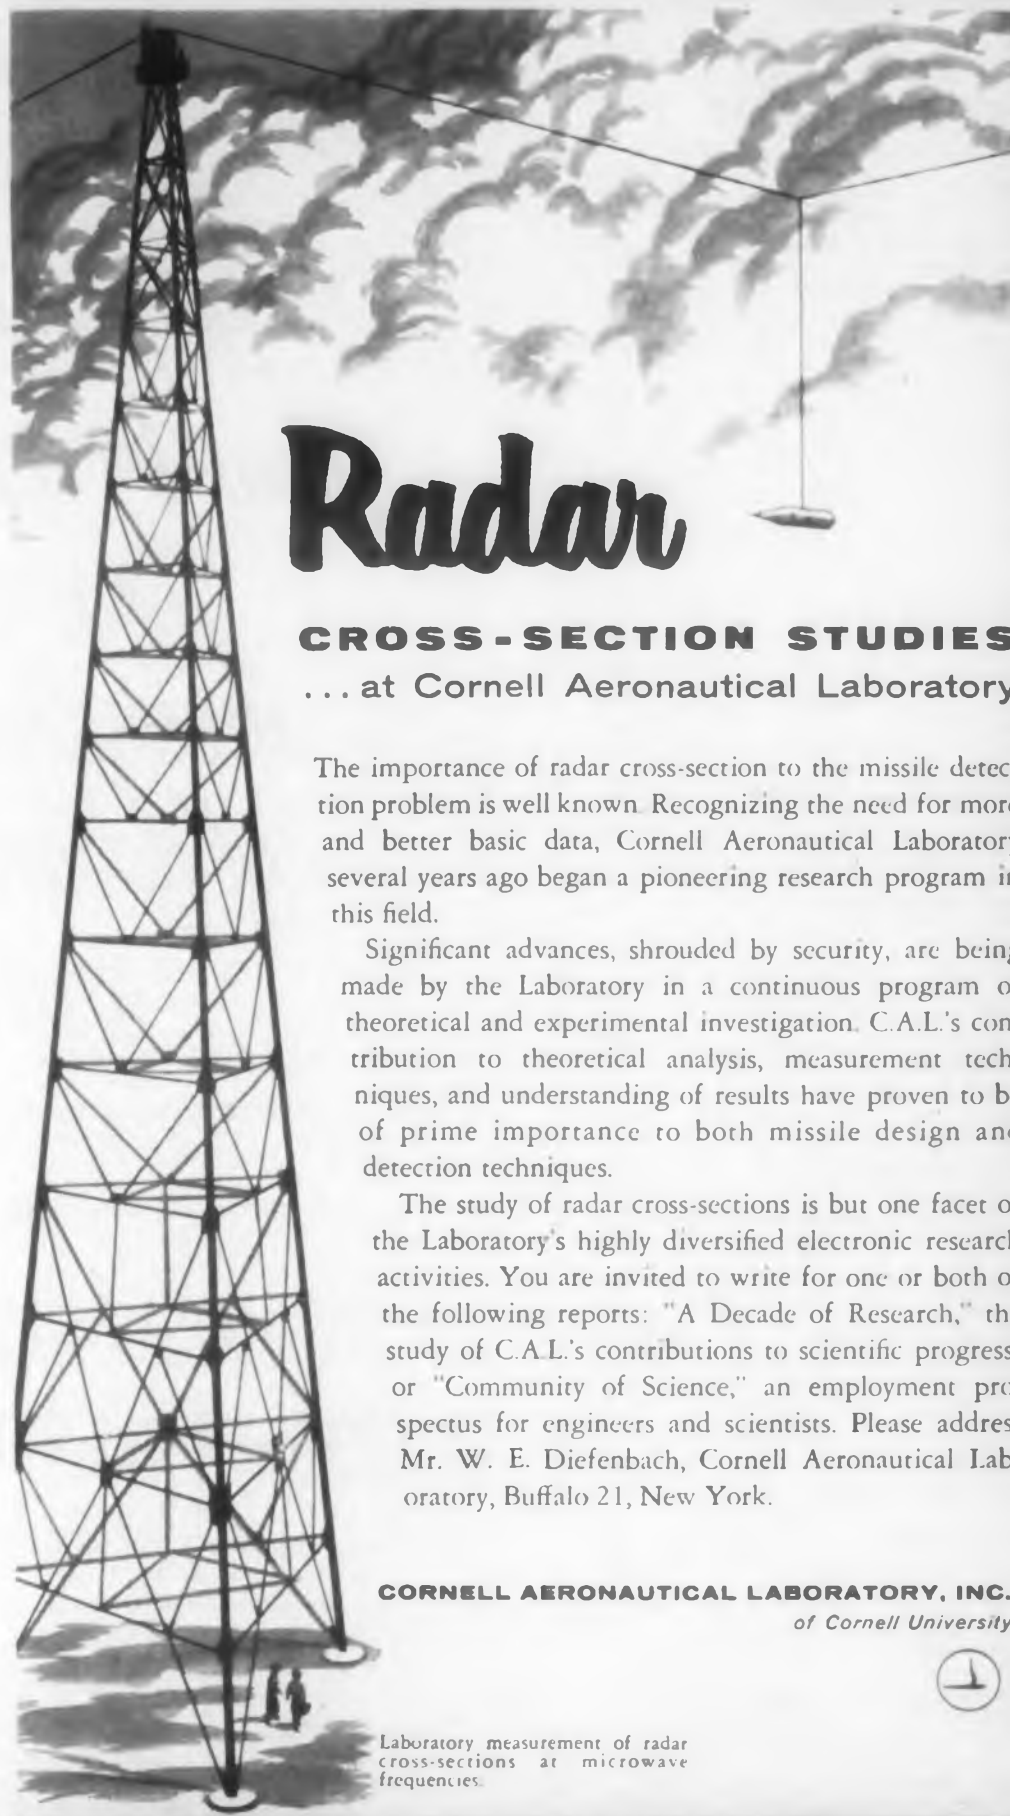 Radar
CROSS-SECTION STUDIES
...at Cornell Aeronautical Laboratory
The importance of radar cross-section to the missile detec
tion problem is well known. Recognizing the need for more
and better basic data, Cornell Aeronautical Laborator
several years ago began a pioneering research program in
this field.
Significant advances, shrouded by security, are being
made by the Laboratory in a continuous program o
theoretical and experimental investigation. C.A.L.'s con
tribution to theoretical analysis, measurement tech
niques, and understanding of results have proven to b
of prime importance to both missile design and
detection techniques.
The study of radar cross-sections is but one facet o
the Laboratory's highly diversified electronic research
activities. You are invited to write for one or both o
the following reports: "A Decade of Research," th
study of C.A.L.'s contributions to scientific progress
or "Community of Science," an employment pro
spectus for engineers and scientists. Please addres
Mr. W. E. Diefenbach, Cornell Aeronautical Lab
oratory, Buffalo 21, New York.
CORNELL AERONAUTICAL LABORATORY, INC.
of Cornell University
Laboratory measurement of radar
cross-sections at microwave
frequencies.